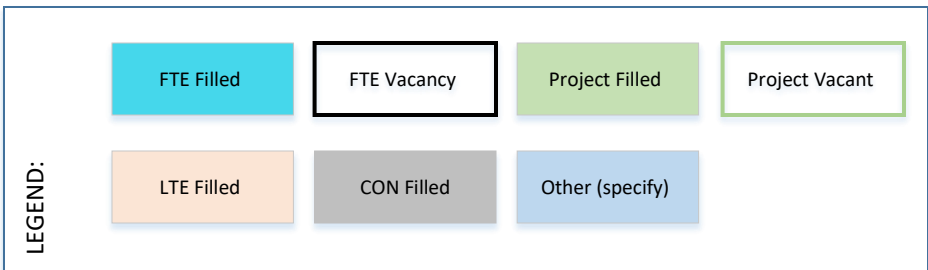 FTE Filled
FTE Vacancy
Project Filled
Project Vacant
LTE Filled
CON Filled
Other (specify)
LEGEND: